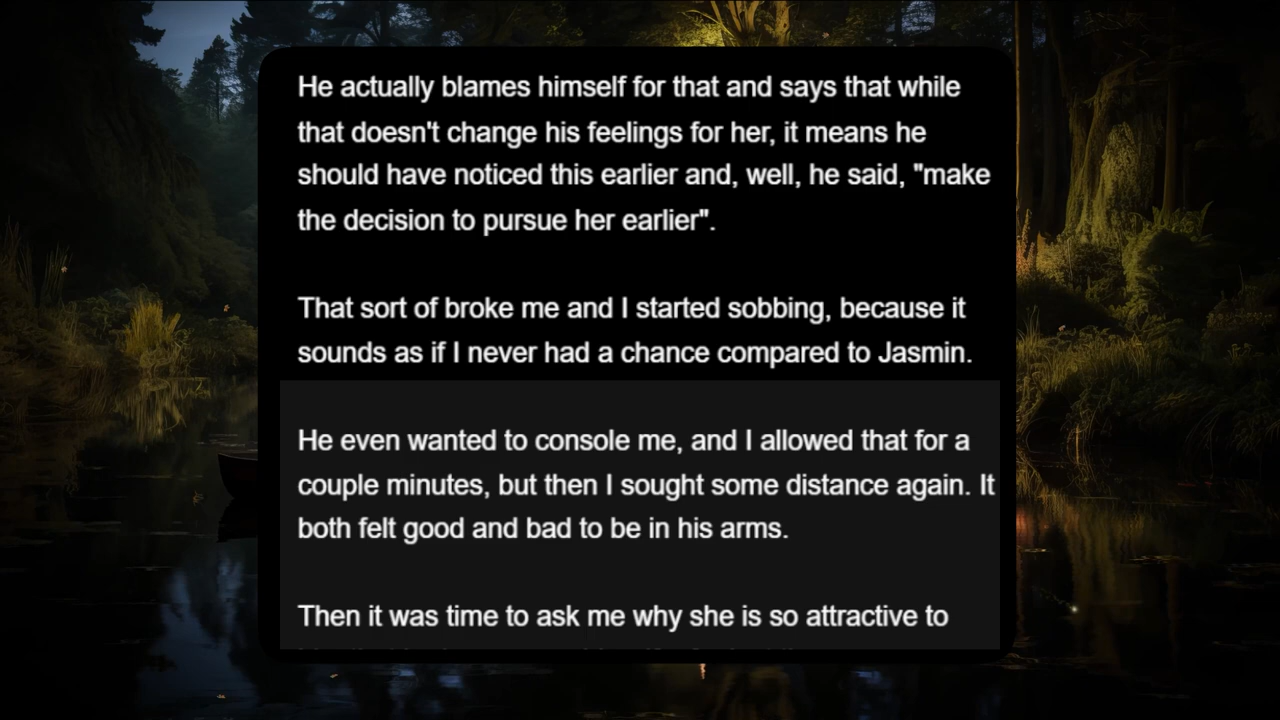 He actually blames himself for that and says that while
that doesn't change his feelings for her, it means he
should have noticed this earlier and, well, he said, "make
the decision to pursue her earlier".
That sort of broke me and I started sobbing, because it
sounds as if I never had a chance compared to Jasmin.
He even wanted to console me, and I allowed that for a
couple minutes, but then I sought some distance again. It
both felt good and bad to be in his arms.
Then it was time to ask me why she is so attractive to